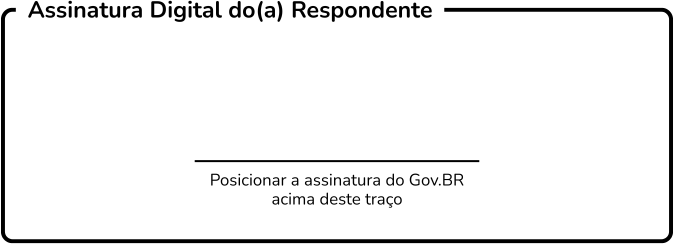 Assinatura Digital do(a) Respondente
Posicionar a assinatura do Gov.BR
acima deste traço